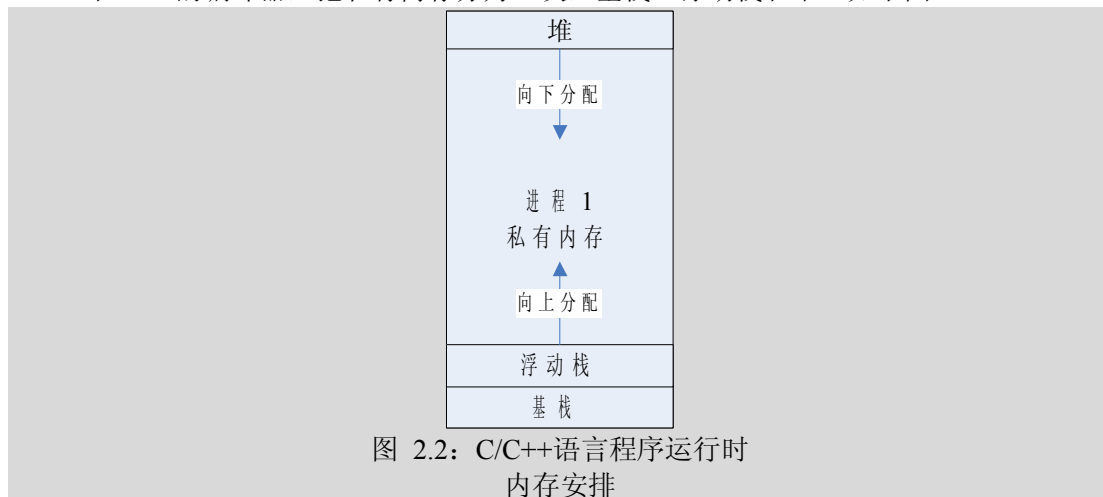 堆
向下分配
进程 1
私有内存
向上分配
浮动栈
基栈
图 2.2：C/C++语言程序运行时
内存安排